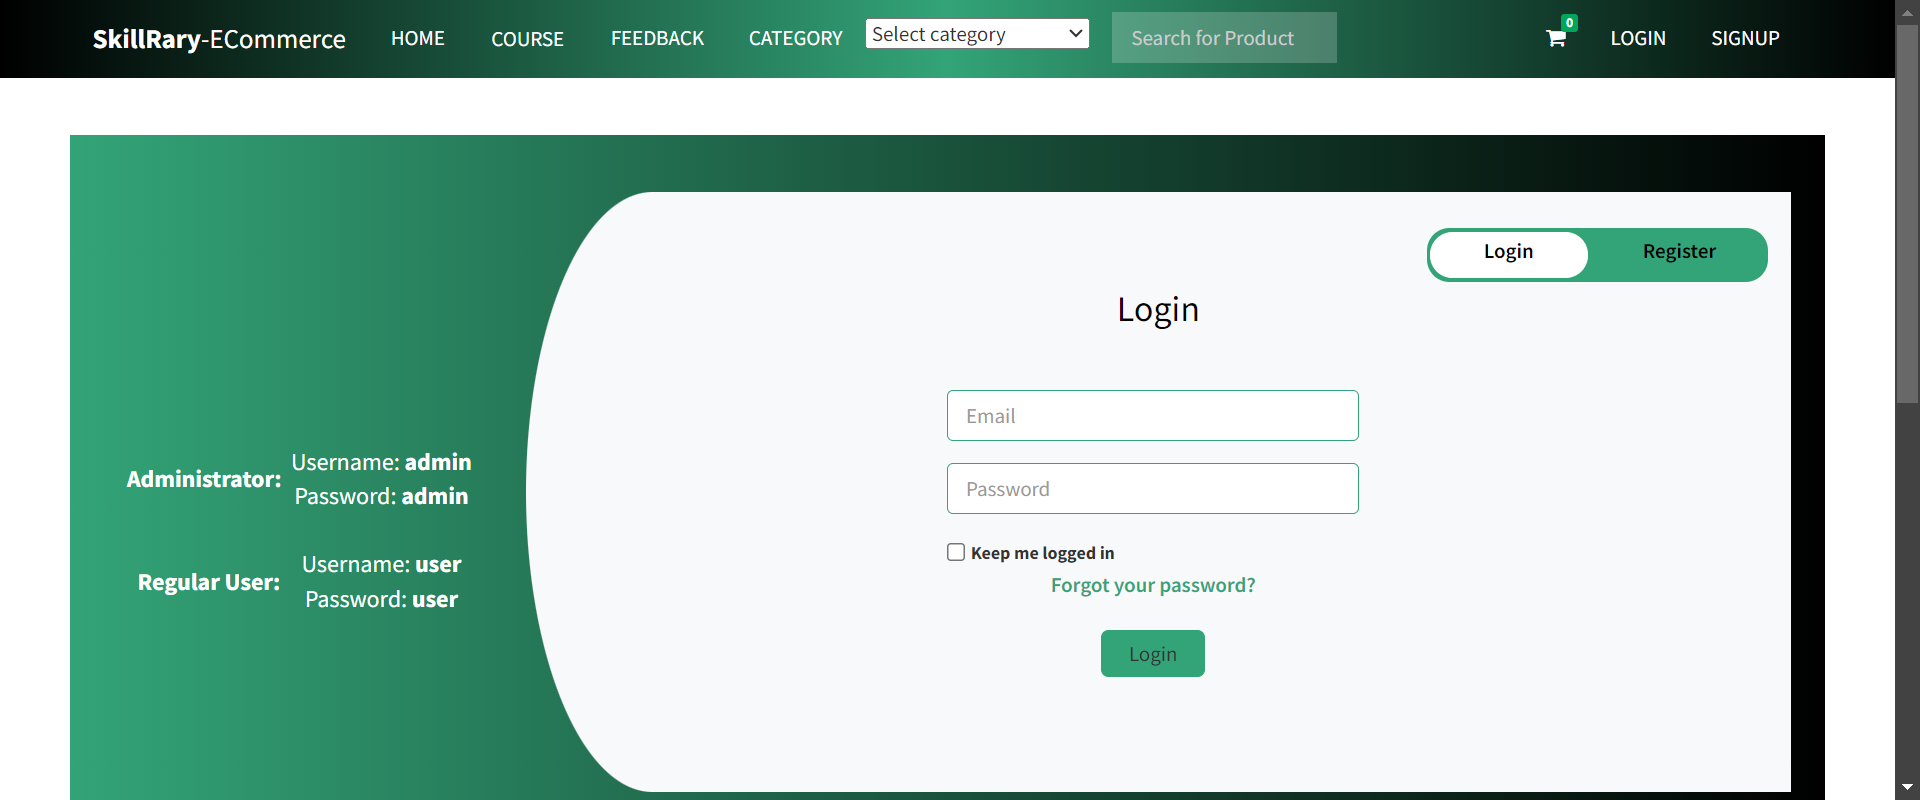 SkillRary-ECommerce HOME COURSE FEEDBACK CATEGORY Select category Search for Product 0 LOGIN SIGNUP
Login Register
Login
Email
Password
Keep me logged in
Forgot your password?
Login
Administrator:
Username: admin
Password: admin
Regular User:
Username: user
Password: user